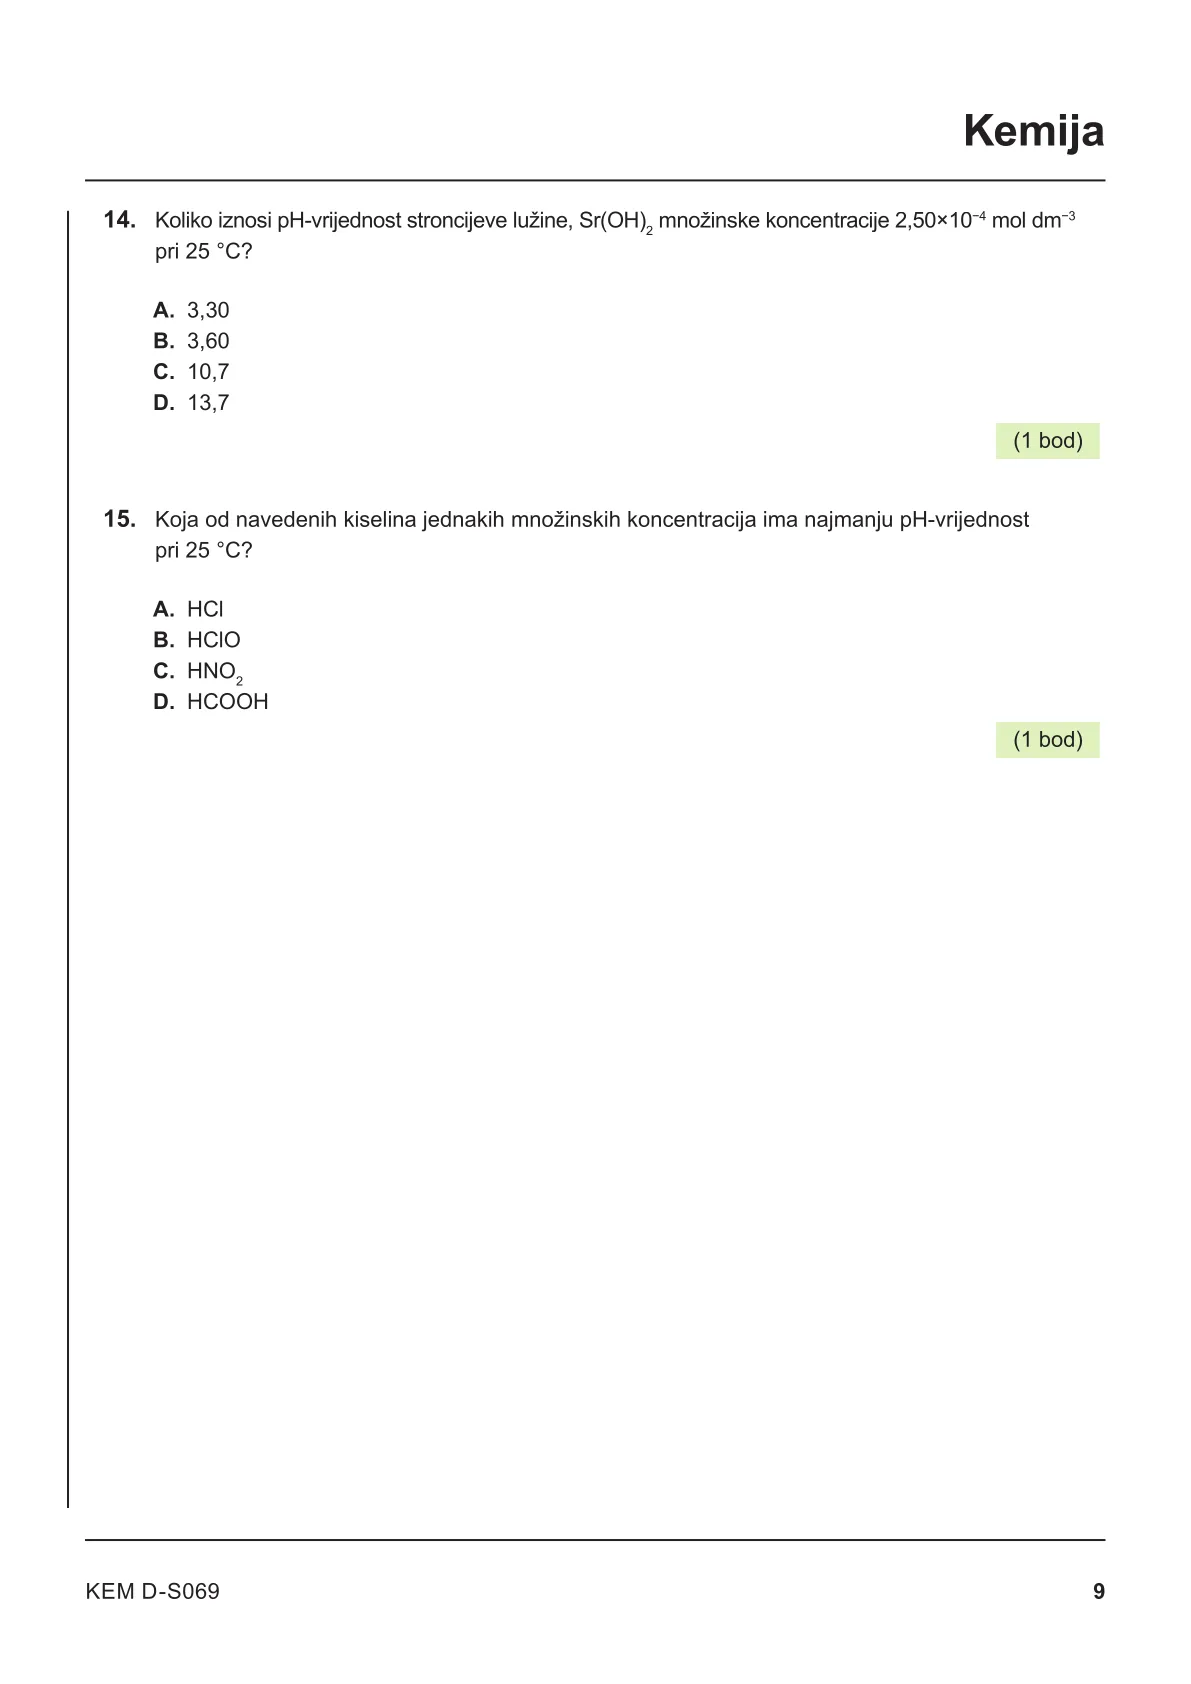 Kemija
14. Koliko iznosi pH-vrijednost stroncijeve lužine, Sr(OH)₂ množinske koncentracije 2,50×10⁻⁴ mol dm⁻³
pri 25 °C?
A. 3,30
B. 3,60
C. 10,7
D. 13,7
(1 bod)
15. Koja od navedenih kiselina jednakih množinskih koncentracija ima najmanju pH-vrijednost
pri 25 °C?
A. HCl
B. HClO
C. HNO₂
D. HCOOH
(1 bod)
KEM D-S069
9